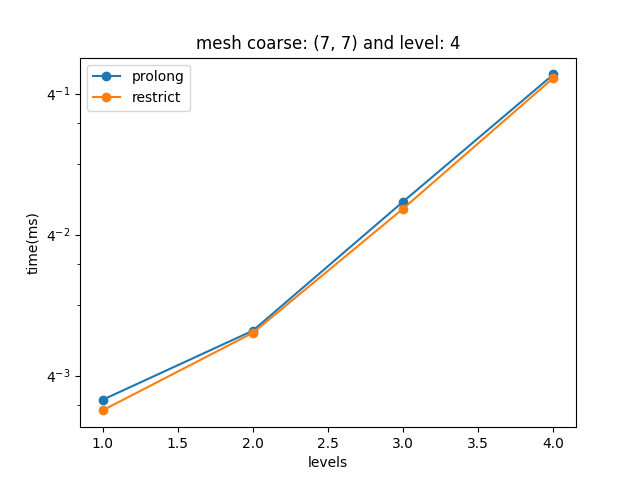 mesh coarse: (7, 7) and level: 4
prolong
restrict
4⁻¹
4⁻²
4⁻³
time(ms)
1.0 1.5 2.0 2.5 3.0 3.5 4.0
levels